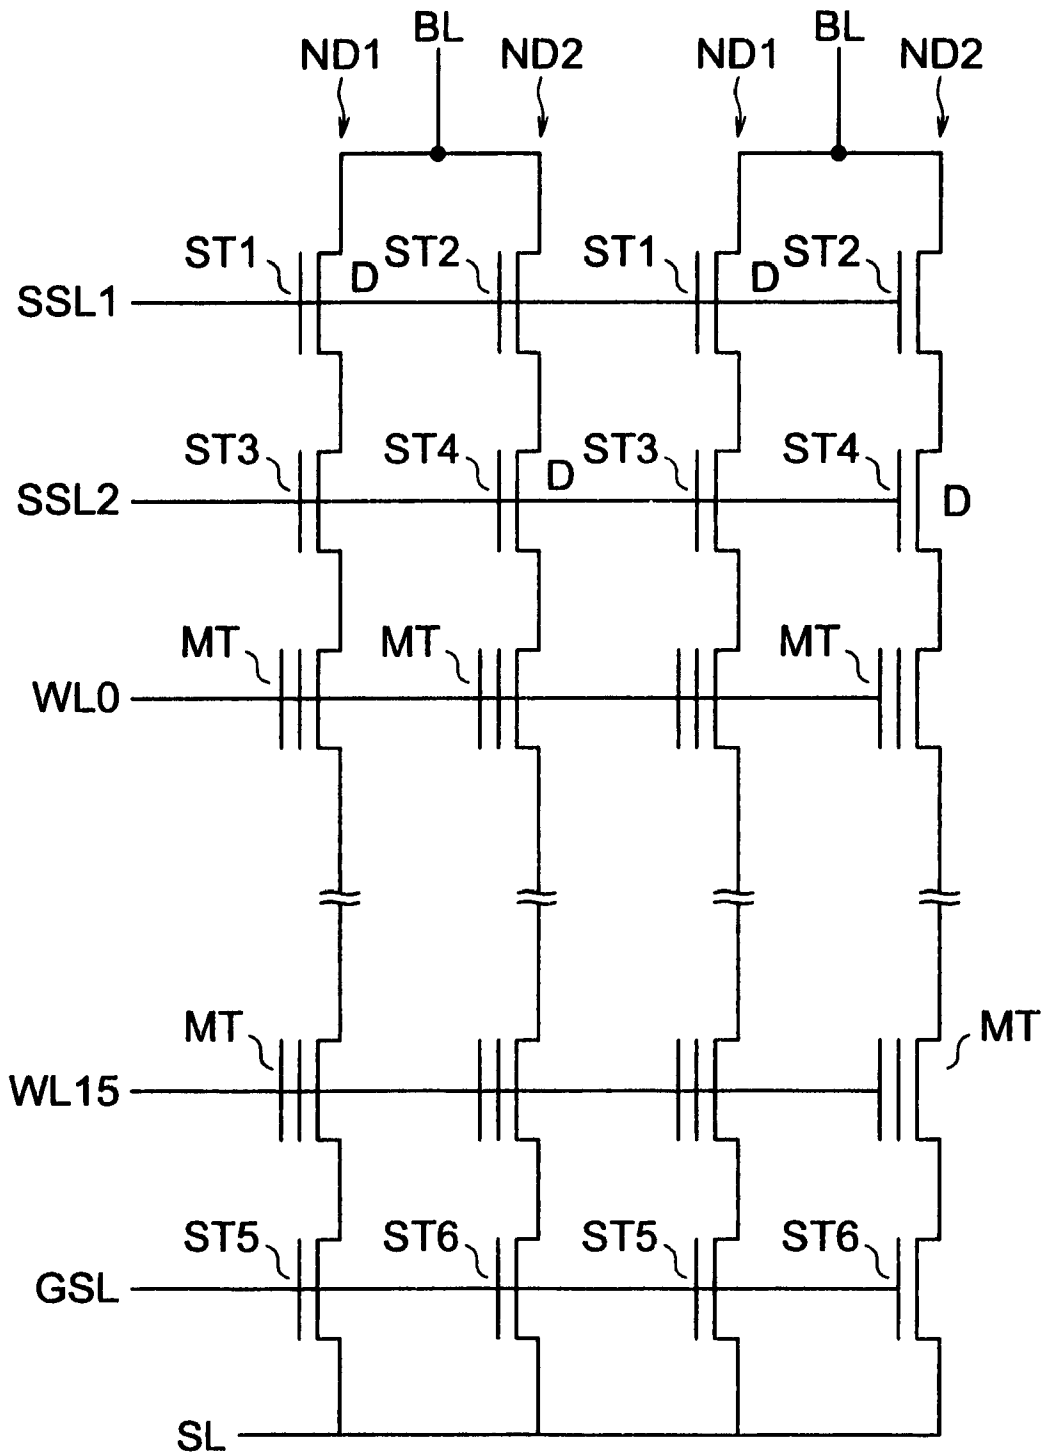 BL BL
ND1 ND2 ND1 ND2
ST1 D ST2 ST1 D ST2
SSL1
ST3 ST4 D ST3 ST4
SSL2 D
MT MT MT
WL0
MT MT
WL15
ST5 ST6 ST5 ST6
GSL
SL